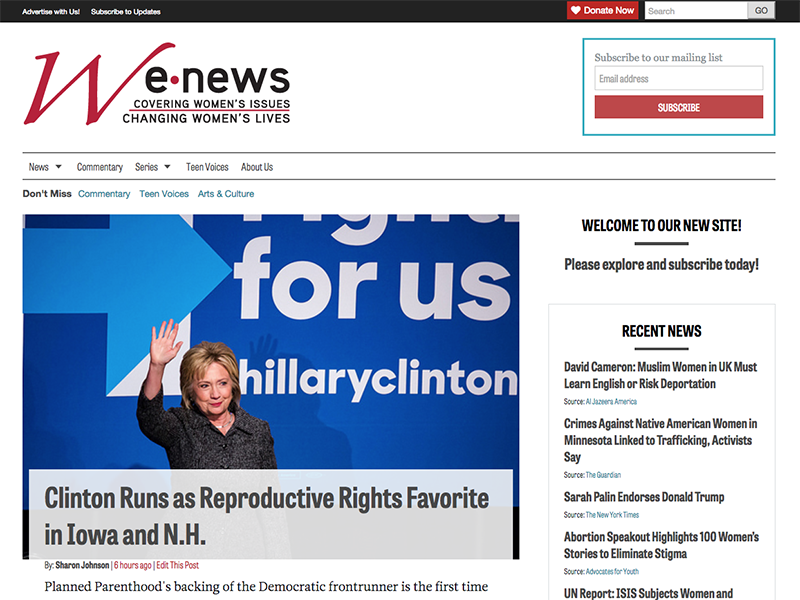 Advertise with Us! Subscribe to Updates
Donate Now Search GO
We·news
COVERING WOMEN'S ISSUES
CHANGING WOMEN'S LIVES
Subscribe to our mailing list
Email address
SUBSCRIBE
News Commentary Series Teen Voices About Us
Don't Miss Commentary Teen Voices Arts & Culture
for us
hillaryclinton
Clinton Runs as Reproductive Rights Favorite
in Iowa and N.H.
By: Sharon Johnson | 6 hours ago | Edit This Post
Planned Parenthood's backing of the Democratic frontrunner is the first time
WELCOME TO OUR NEW SITE!
Please explore and subscribe today!
RECENT NEWS
David Cameron: Muslim Women in UK Must
Learn English or Risk Deportation
Source: Al Jazeera America
Crimes Against Native American Women in
Minnesota Linked to Trafficking, Activists
Say
Source: The Guardian
Sarah Palin Endorses Donald Trump
Source: The New York Times
Abortion Speakout Highlights 100 Women's
Stories to Eliminate Stigma
Source: Advocates for Youth
UN Report: ISIS Subjects Women and